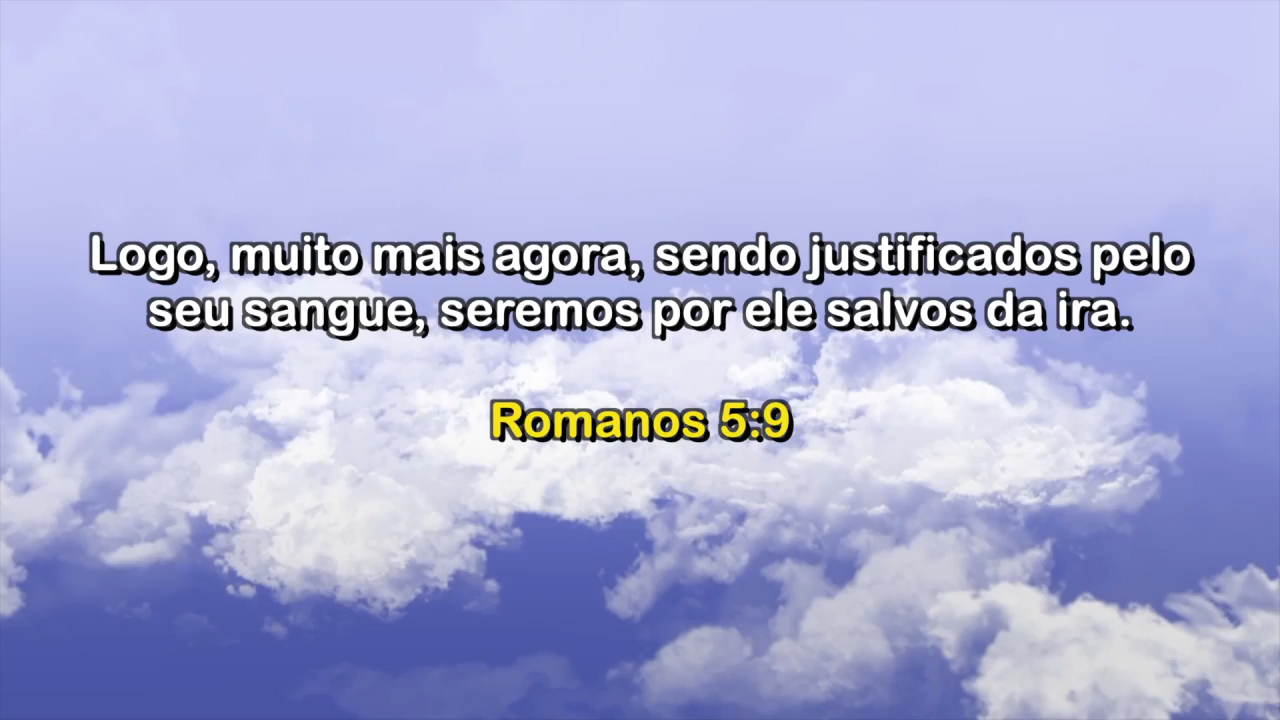 Logo, muito mais agora, sendo justificados pelo
seu sangue, seremos por ele salvos da ira.
Romanos 5:9